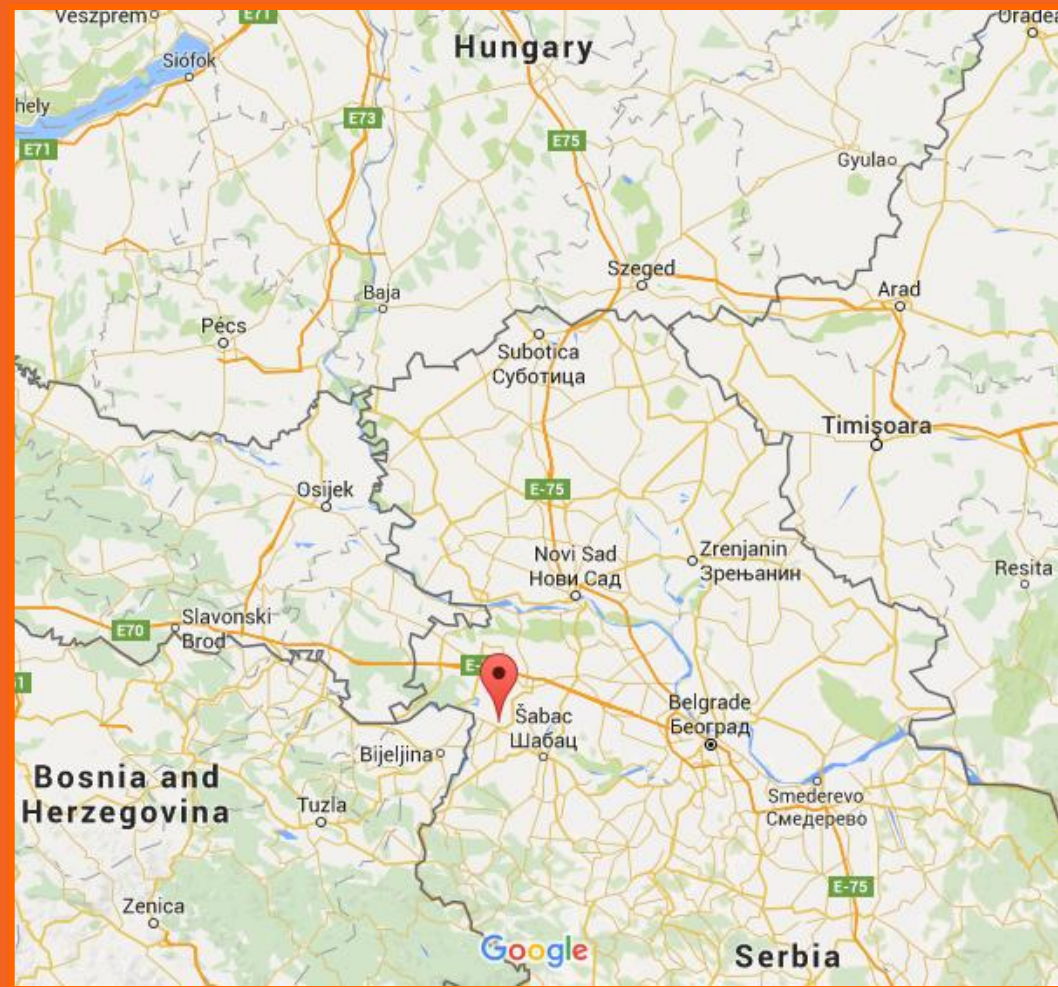 Veszprém
E71
Oradea
Hungary
Siófok
hely
E73
E71
E75
Gyula
Szeged
Baja
Arad
Pécs
Subotica
Суботица
Timișoara
E-75
Osijek
Novi Sad
Нови Сад
Zrenjanin
Зрењанин
Resita
Slavonski
Brod
E70
E-
Šabac
Шабац
Belgrade
Београд
Bijeljina
Bosnia and
Herzegovina
Tuzla
Smederevo
Смедерево
E-75
Zenica
Google
Serbia